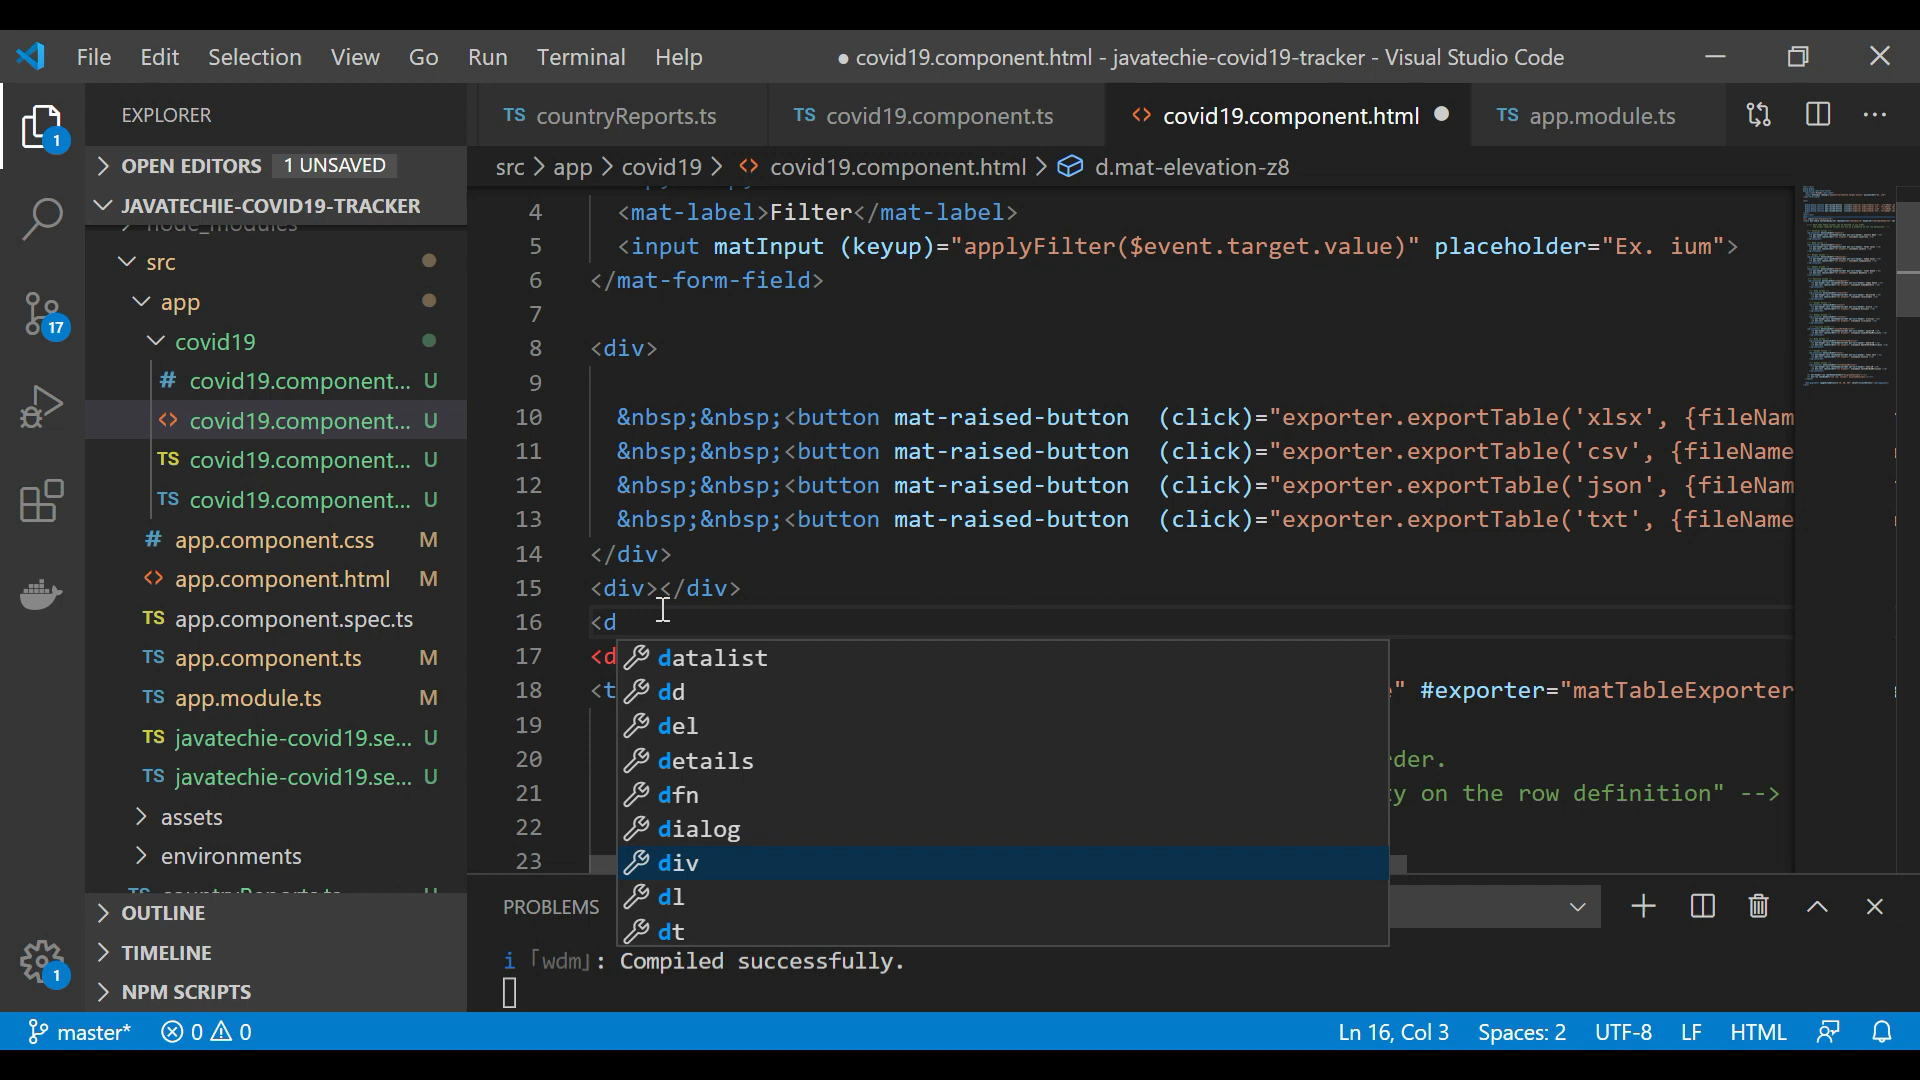 File Edit Selection View Go Run Terminal Help ● covid19.component.html - javatechie-covid19-tracker - Visual Studio Code
EXPLORER
TS countryReports.ts TS covid19.component.ts <> covid19.component.html ● TS app.module.ts
OPEN EDITORS 1 UNSAVED
src > app > covid19 > <> covid19.component.html > d.mat-elevation-z8
JAVATECHIE-COVID19-TRACKER
node_modules
src
app
covid19
# covid19.component... U
<> covid19.component... U
TS covid19.component... U
TS covid19.component... U
# app.component.css M
<> app.component.html M
TS app.component.spec.ts
TS app.component.ts M
TS app.module.ts M
TS javatechie-covid19.se... U
TS javatechie-covid19.se... U
assets
environments
TS countryReports.ts U
OUTLINE
TIMELINE
NPM SCRIPTS
1
17
1
4 <mat-label>Filter</mat-label>
5 <input matInput (keyup)="applyFilter($event.target.value)" placeholder="Ex. ium">
6 </mat-form-field>
7
8 <div>
9
10 &nbsp;&nbsp;<button mat-raised-button (click)="exporter.exportTable('xlsx', {fileNam
11 &nbsp;&nbsp;<button mat-raised-button (click)="exporter.exportTable('csv', {fileName
12 &nbsp;&nbsp;<button mat-raised-button (click)="exporter.exportTable('json', {fileNam
13 &nbsp;&nbsp;<button mat-raised-button (click)="exporter.exportTable('txt', {fileName
14 </div>
15 <div></div>
16 <d
17 <d
18 <t e" #exporter="matTableExporter
19
20 der.
21 y on the row definition" -->
22
23
datalist
dd
del
details
dfn
dialog
div
dl
dt
PROBLEMS
i ｢wdm｣: Compiled successfully.
master* 0 0 Ln 16, Col 3 Spaces: 2 UTF-8 LF HTML